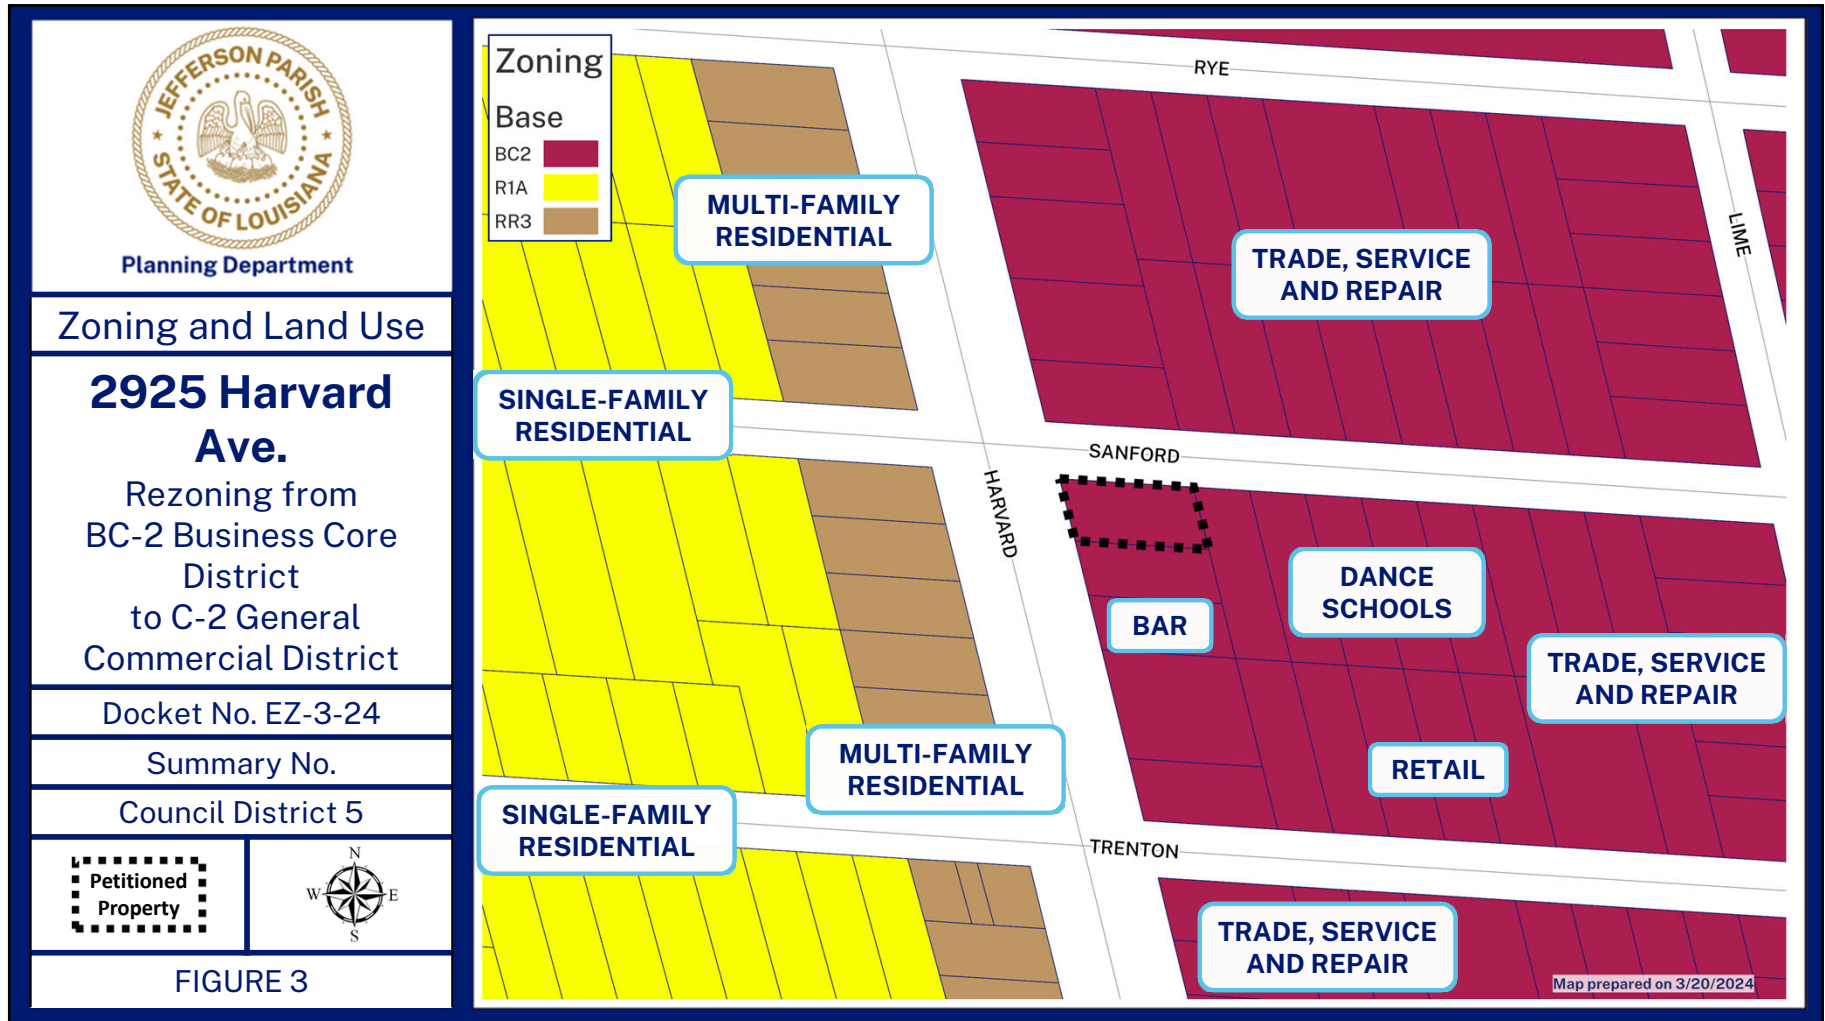 JEFFERSON PARISH
STATE OF LOUISIANA
Planning Department
Zoning and Land Use
2925 Harvard
Ave.
Rezoning from
BC-2 Business Core
District
to C-2 General
Commercial District
Docket No. EZ-3-24
Summary No.
Council District 5
Petitioned
Property
N
W
E
S
FIGURE 3
Zoning
Base
BC2
R1A
RR3
RYE
LIME
MULTI-FAMILY
RESIDENTIAL
TRADE, SERVICE
AND REPAIR
SINGLE-FAMILY
RESIDENTIAL
SANFORD
HARVARD
DANCE
SCHOOLS
BAR
TRADE, SERVICE
AND REPAIR
MULTI-FAMILY
RESIDENTIAL
RETAIL
SINGLE-FAMILY
RESIDENTIAL
TRENTON
TRADE, SERVICE
AND REPAIR
Map prepared on 3/20/2024